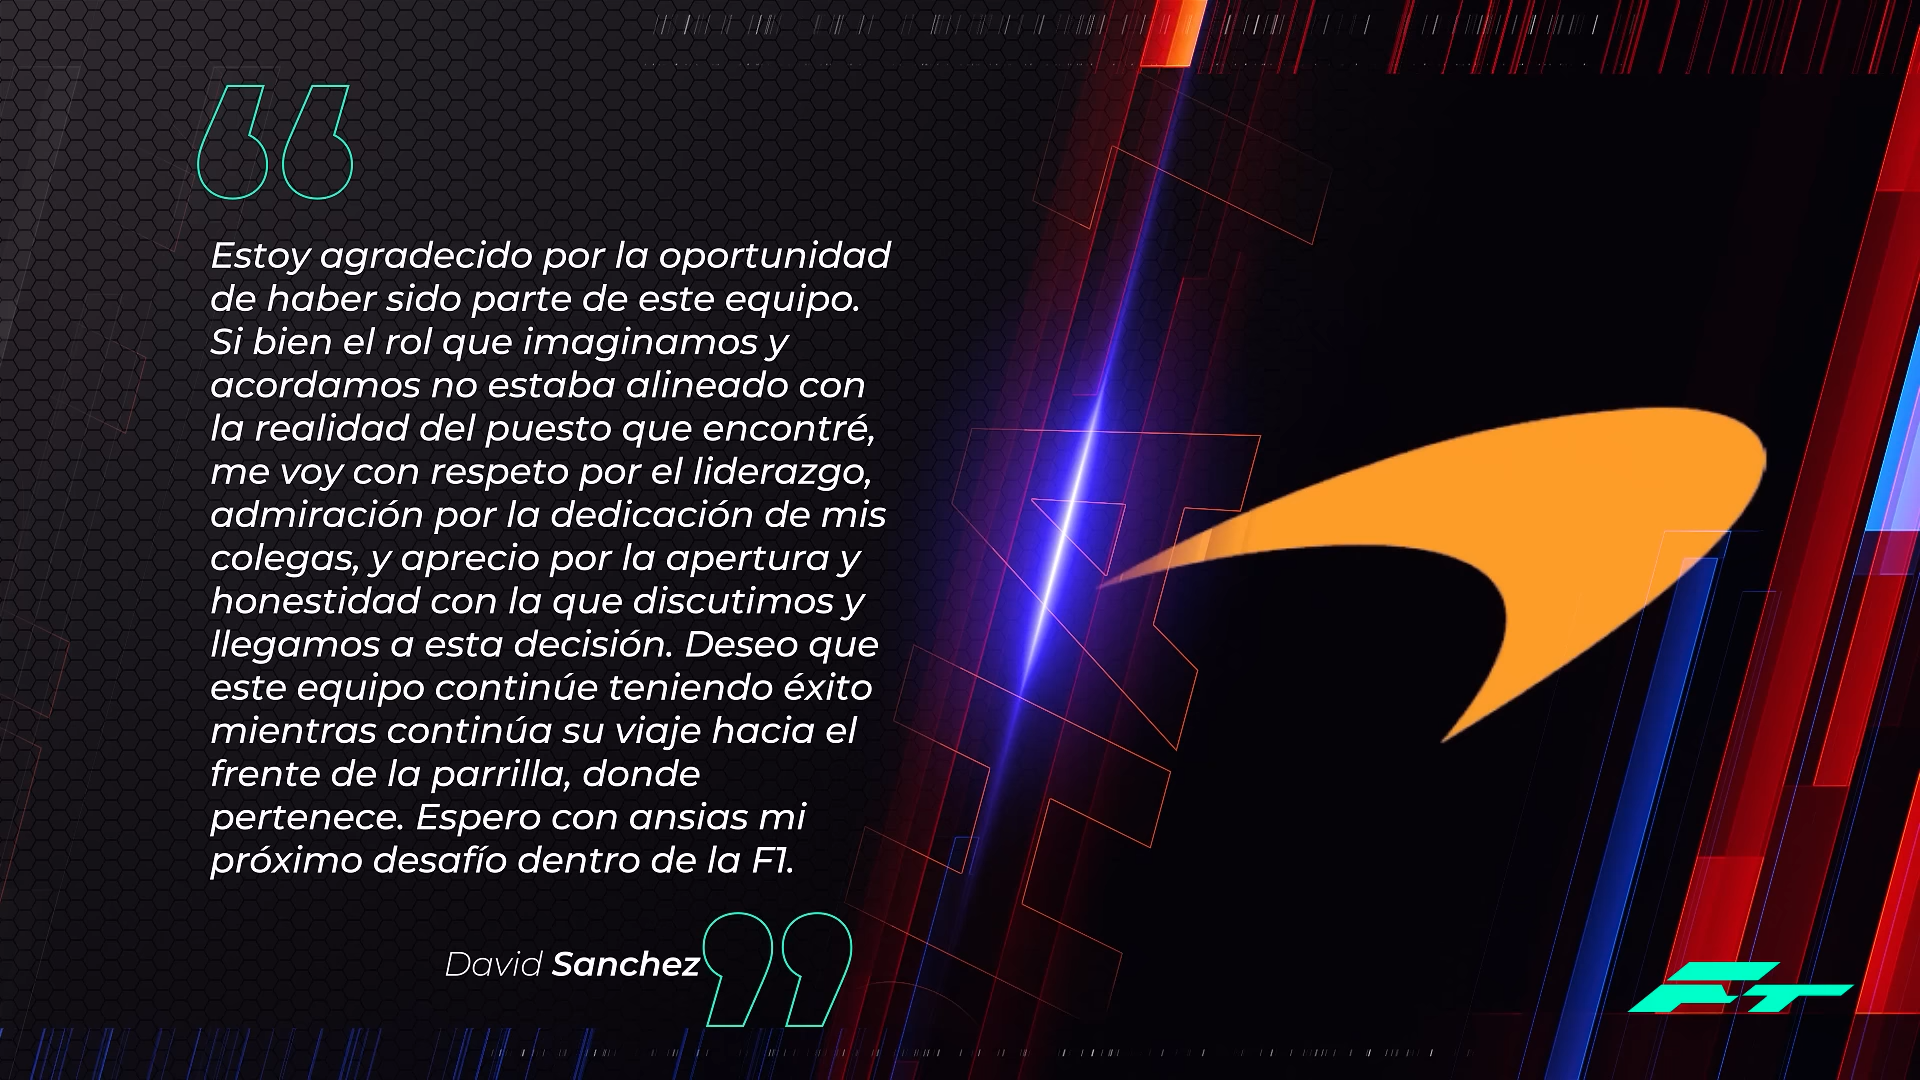 Estoy agradecido por la oportunidad
de haber sido parte de este equipo.
Si bien el rol que imaginamos y
acordamos no estaba alineado con
la realidad del puesto que encontré,
me voy con respeto por el liderazgo,
admiración por la dedicación de mis
colegas, y aprecio por la apertura y
honestidad con la que discutimos y
llegamos a esta decisión. Deseo que
este equipo continúe teniendo éxito
mientras continúa su viaje hacia el
frente de la parrilla, donde
pertenece. Espero con ansias mi
próximo desafío dentro de la F1.
David Sanchez
FT